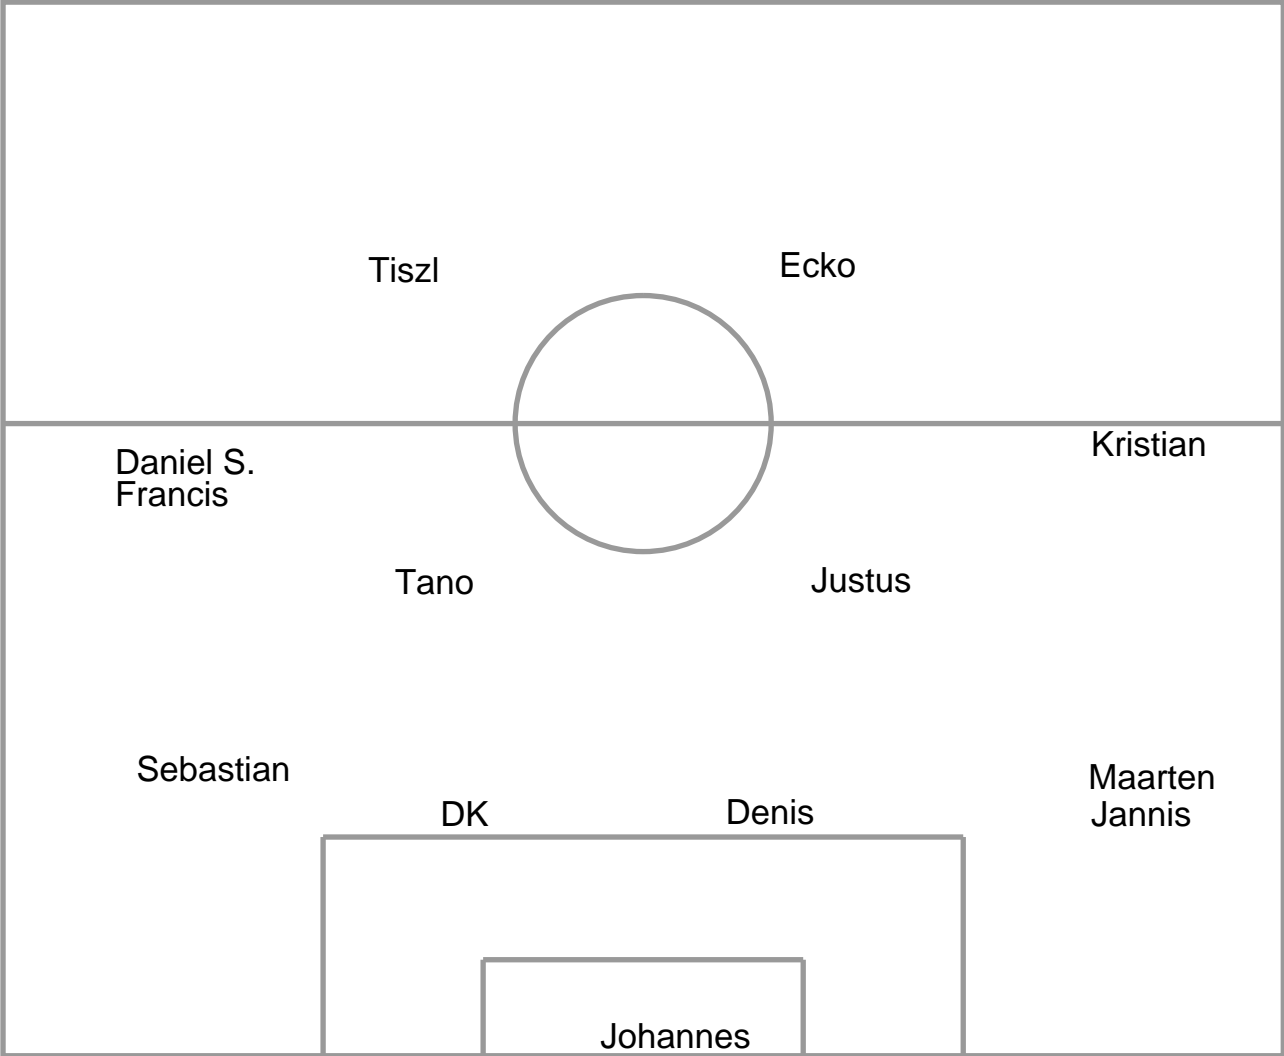 Tiszl
Ecko
Kristian
Daniel S.
Francis
Tano
Justus
Sebastian
Maarten
DK
Denis
Jannis
Johannes